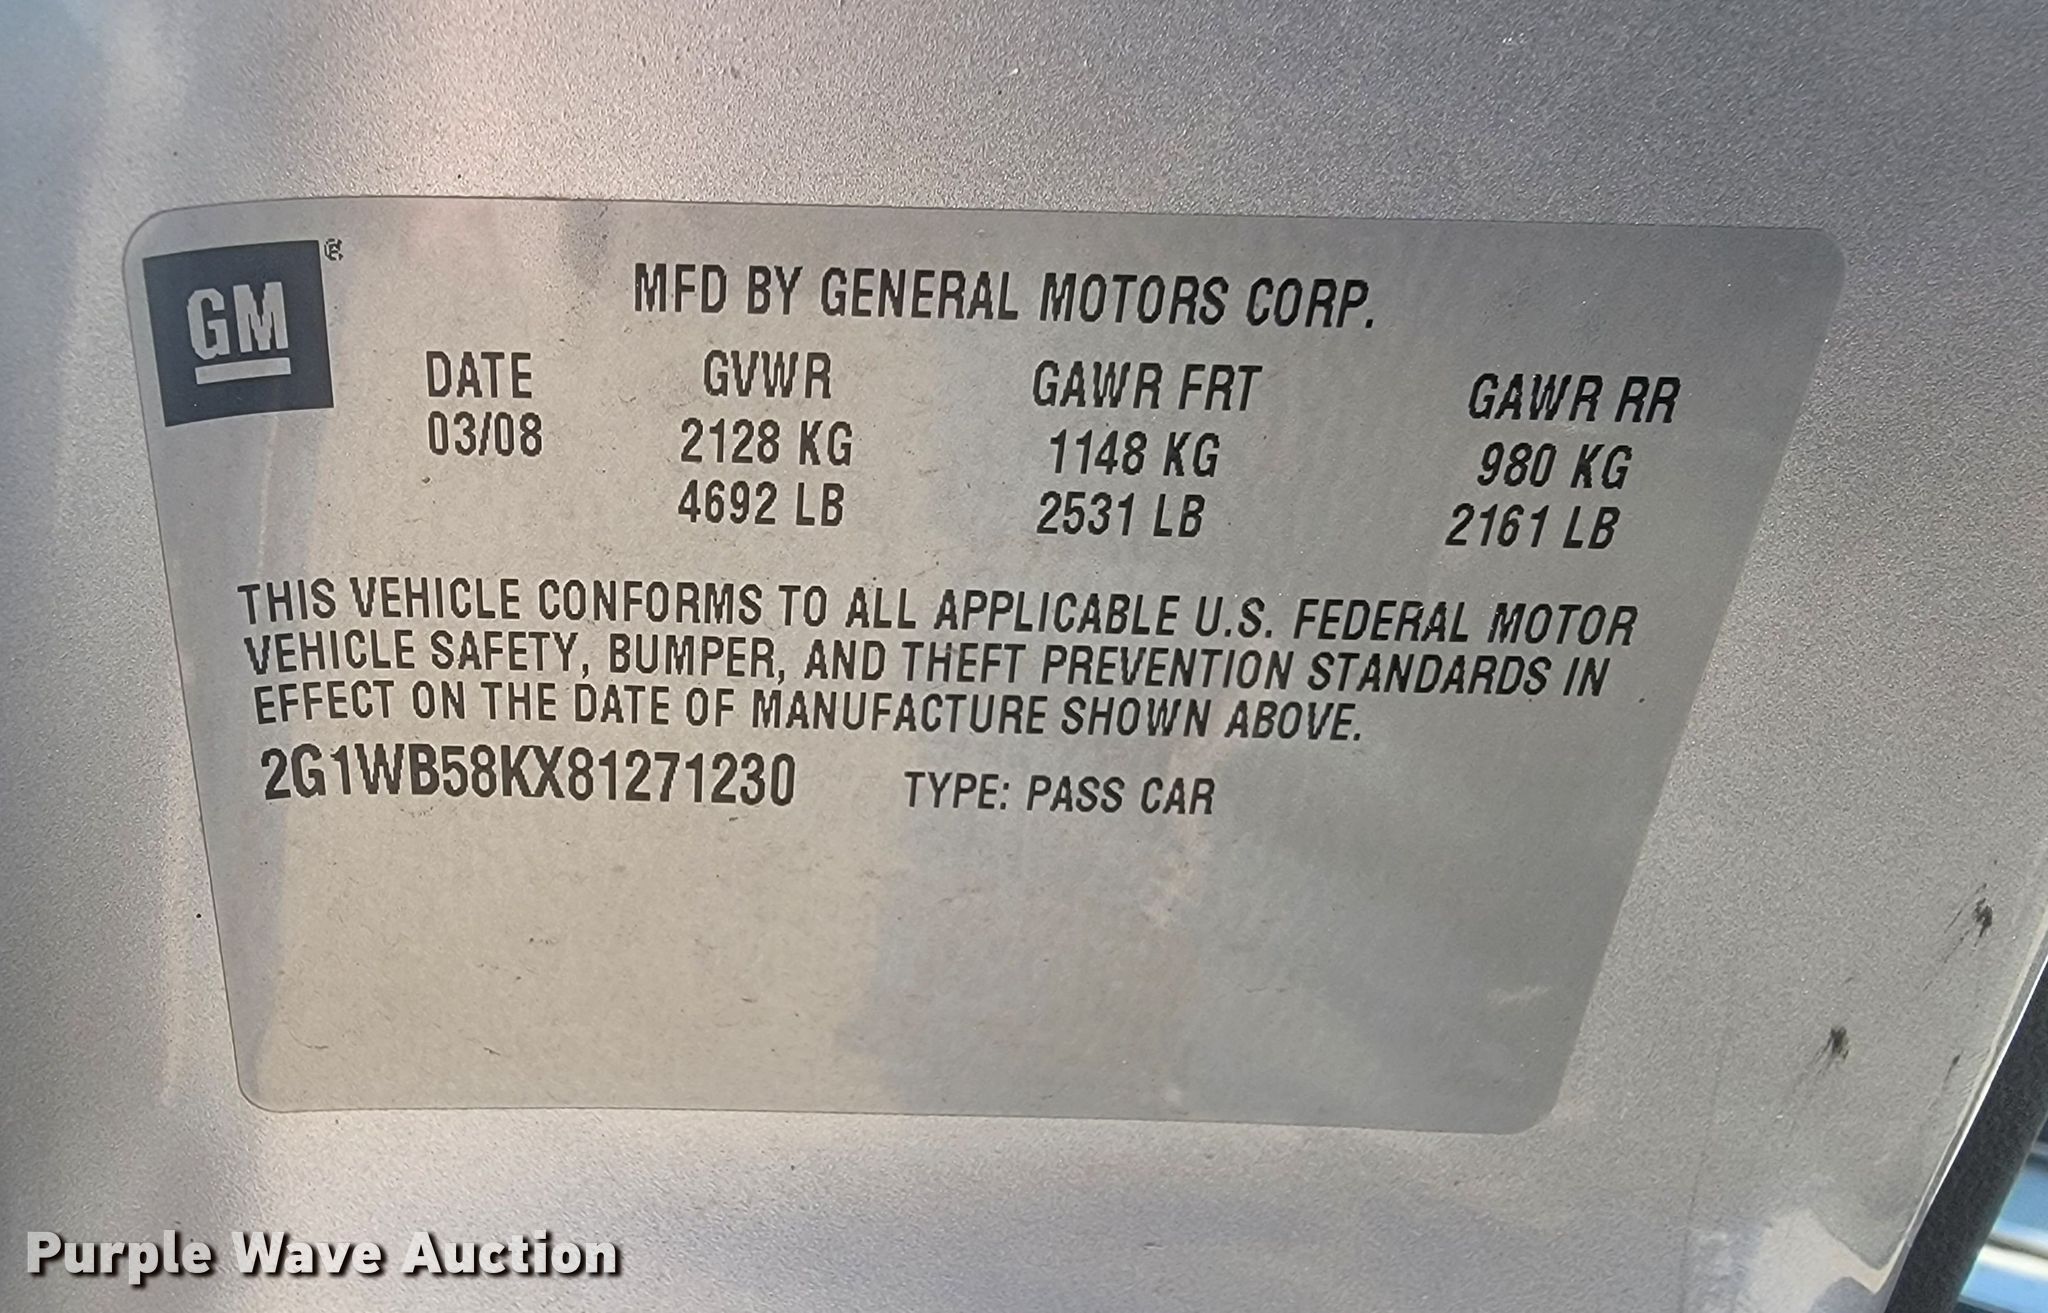 GM
MFD BY GENERAL MOTORS CORP.
DATE GVWR GAWR FRT GAWR RR
03/08 2128 KG 1148 KG 980 KG
4692 LB 2531 LB 2161 LB
THIS VEHICLE CONFORMS TO ALL APPLICABLE U.S. FEDERAL MOTOR
VEHICLE SAFETY, BUMPER, AND THEFT PREVENTION STANDARDS IN
EFFECT ON THE DATE OF MANUFACTURE SHOWN ABOVE.
2G1WB58KX81271230 TYPE: PASS CAR
Purple Wave Auction